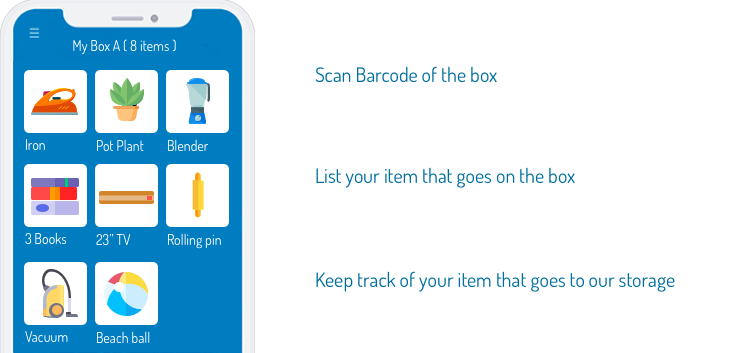 My Box A ( 8 items )
Iron
Pot Plant
Blender
3 Books
23" TV
Rolling pin
Vacuum
Beach ball
Scan Barcode of the box
List your item that goes on the box
Keep track of your item that goes to our storage